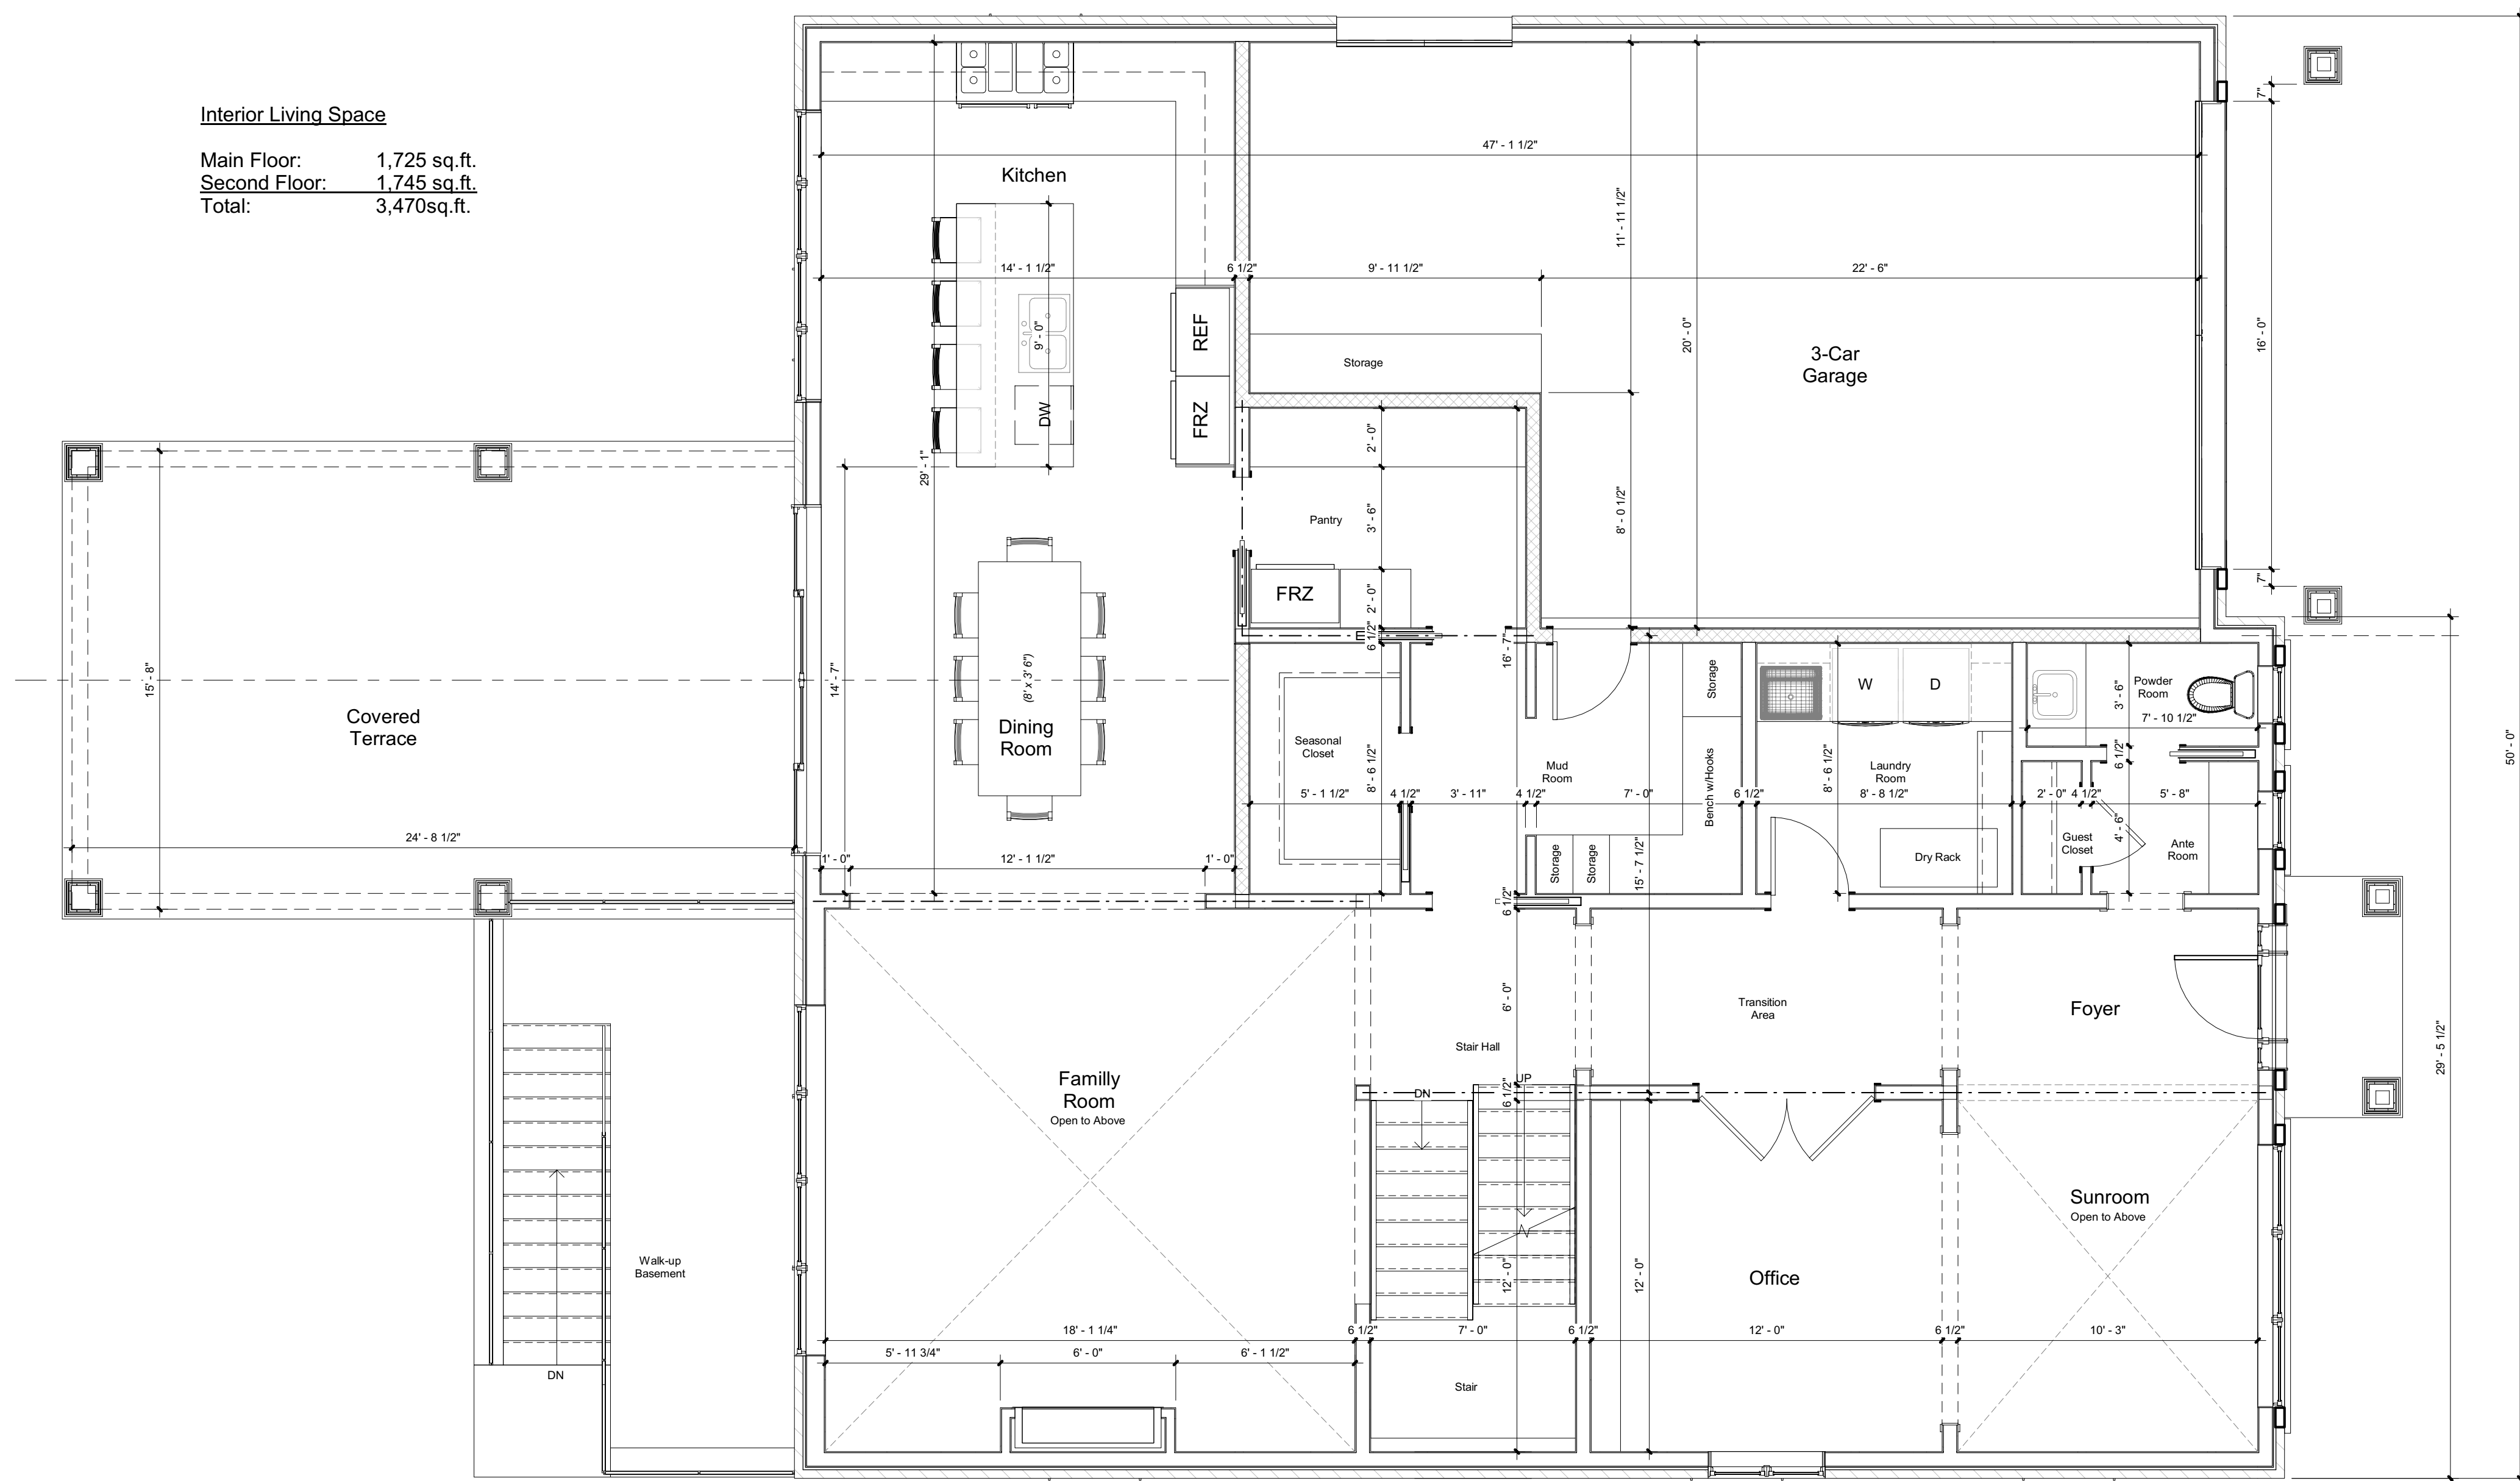 Interior Living Space
Main Floor: 1,725 sq.ft.
Second Floor: 1,745 sq.ft.
Total: 3,470sq.ft.
7"
47' - 1 1/2"
Kitchen
11' - 11 1/2"
14' - 1 1/2"
6 1/2"
9' - 11 1/2"
22' - 6"
9' - 0"
REF
20' - 0"
16' - 0"
3-Car
Garage
Storage
DW
FRZ
2' - 0"
29' - 1"
Pantry
3' - 6"
8' - 0 1/2"
7"
FRZ
2' - 0"
6 1/2"
16' - 7"
15' - 8"
14' - 7"
(8' x 3' 6")
Storage
W
D
Powder
Room
3' - 6"
7' - 10 1/2"
Covered
Terrace
Dining
Room
Seasonal
Closet
8' - 6 1/2"
Mud
Room
Bench w/Hooks
8' - 6 1/2"
Laundry
Room
6 1/2"
50' - 0"
5' - 1 1/2"
4 1/2"
3' - 11"
4 1/2"
7' - 0"
6 1/2"
8' - 8 1/2"
2' - 0"
4 1/2"
5' - 8"
24' - 8 1/2"
4' - 6"
Guest
Closet
Ante
Room
1' - 0"
12' - 1 1/2"
1' - 0"
Storage
Storage
15' - 7 1/2"
Dry Rack
6 1/2"
6' - 0"
Transition
Area
Foyer
Stair Hall
29' - 5 1/2"
Familly
Room
Open to Above
DN
6 1/2"
UP
Sunroom
Open to Above
Walk-up
Basement
12' - 0"
12' - 0"
Office
18' - 1 1/4"
6 1/2"
7' - 0"
6 1/2"
12' - 0"
6 1/2"
10' - 3"
5' - 11 3/4"
6' - 0"
6' - 1 1/2"
DN
Stair